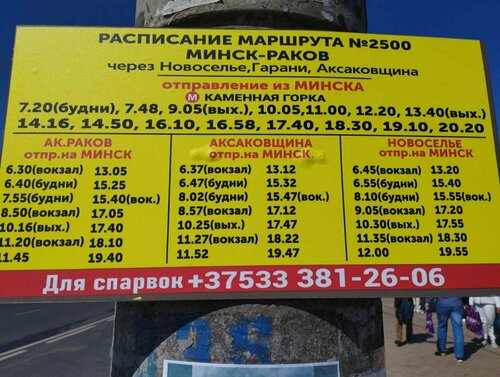 РАСПИСАНИЕ МАРШРУТА №2500
МИНСК-РАКОВ
через Новоселье,Гарани, Аксаковщина
отправление из МИНСКА
М КАМЕННАЯ ГОРКА
7.20(будни), 7.48, 9.05(вых.), 10.05,11.00, 12.20, 13.40(вых.)
14.16, 14.50, 16.10, 16.58, 17.40, 18.30, 19.10, 20.20
АК.РАКОВ АКСАКОВЩИНА НОВОСЕЛЬЕ
отпр.на МИНСК отпр.на МИНСК. отпр.на МИНСК
6.30(вокзал) 13.05 6.37(вокзал) 13.12 6.45(вокзал) 13.20
6.40(будни) 15.25 6.47(будни) 15.32 6.55(будни) 15.40
7.55(будни) 15.40(вок.) 8.02(будни) 15.47(вок) 8.10(будни) 15.55(вок.)
8.50(вокзал) 17.05 8.57(вокзал) 17.12 9.05(вокзал) 17.20
10.16(вых.) 17.40 10.25(вых.) 17.47 10.30(вых.) 17.55
11.20(вокзал) 18.10 11.27(вокзал) 18.22 11.35(вокзал) 18.30
11.45 19.40 11.52 19.47 12.00 19.55
Для спарвок +37533 381-26-06